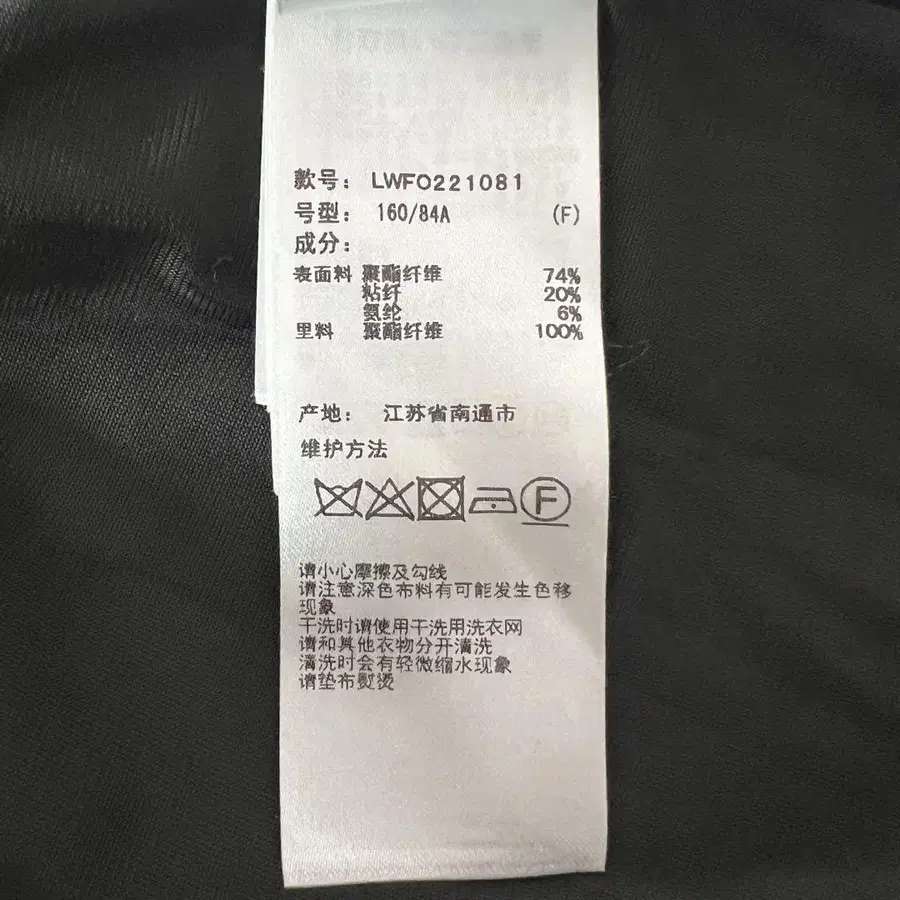 款号： LWFO221081
号型： 160/84A (F)
成分：
表面料 聚酯纤维 74%
粘纤 20%
氨纶 6%
里料 聚酯纤维 100%
产地： 江苏省南通市
维护方法
F
请小心摩擦及勾线
请注意深色布料有可能发生色移
现象
干洗时请使用干洗用洗衣网
请和其他衣物分开清洗
清洗时会有轻微缩水现象
请垫布熨烫